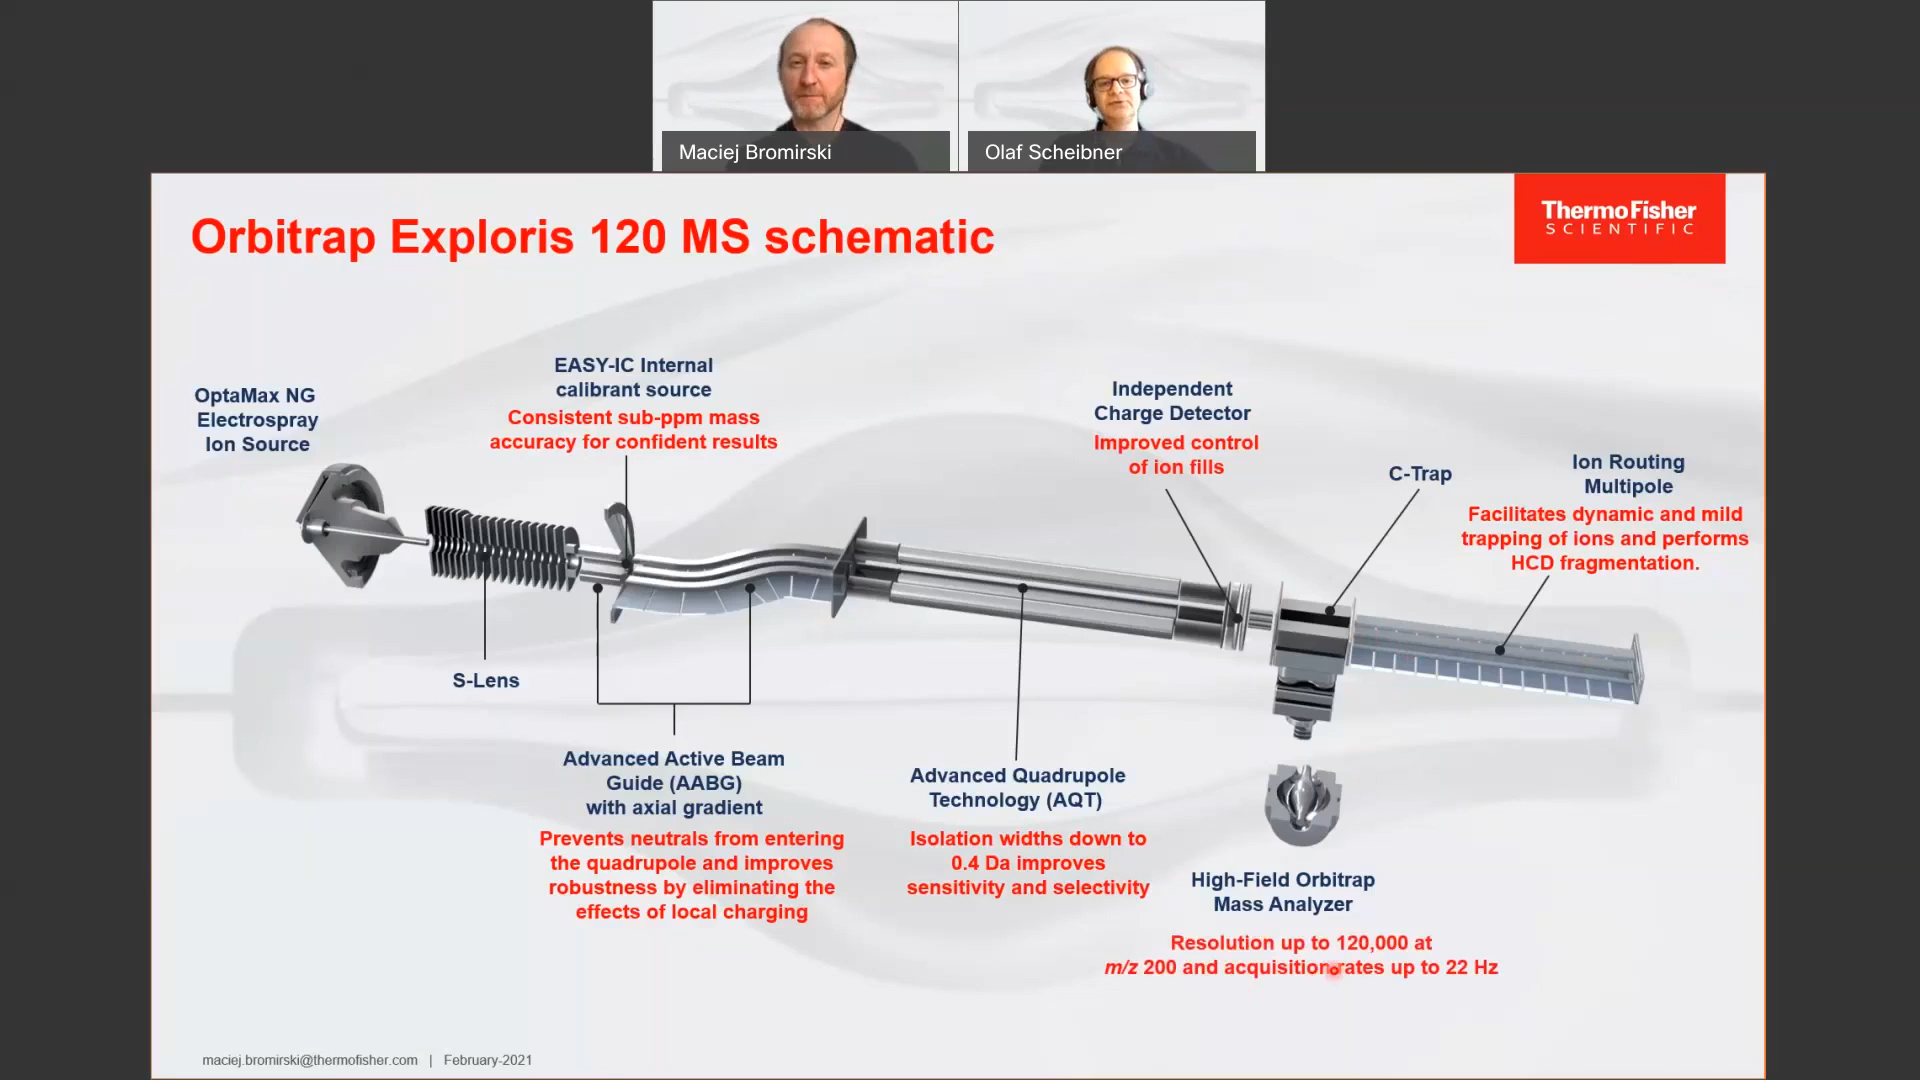 Maciej Bromirski
Olaf Scheibner
Orbitrap Exploris 120 MS schematic
ThermoFisher
SCIENTIFIC
OptaMax NG
Electrospray
Ion Source
EASY-IC Internal
calibrant source
Consistent sub-ppm mass
accuracy for confident results
Independent
Charge Detector
Improved control
of ion fills
C-Trap
Ion Routing
Multipole
Facilitates dynamic and mild
trapping of ions and performs
HCD fragmentation.
S-Lens
Advanced Active Beam
Guide (AABG)
with axial gradient
Prevents neutrals from entering
the quadrupole and improves
robustness by eliminating the
effects of local charging
Advanced Quadrupole
Technology (AQT)
Isolation widths down to
0.4 Da improves
sensitivity and selectivity
High-Field Orbitrap
Mass Analyzer
Resolution up to 120,000 at
m/z 200 and acquisition rates up to 22 Hz
maciej.bromirski@thermofisher.com | February-2021